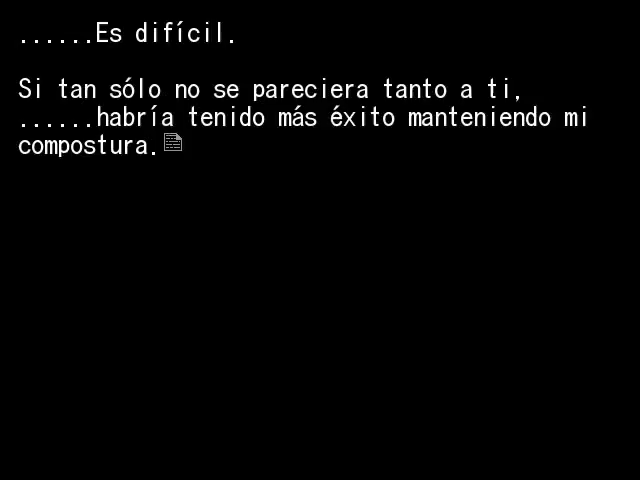 ......Es difícil.
Si tan sólo no se pareciera tanto a ti,
......habría tenido más éxito manteniendo mi
compostura.